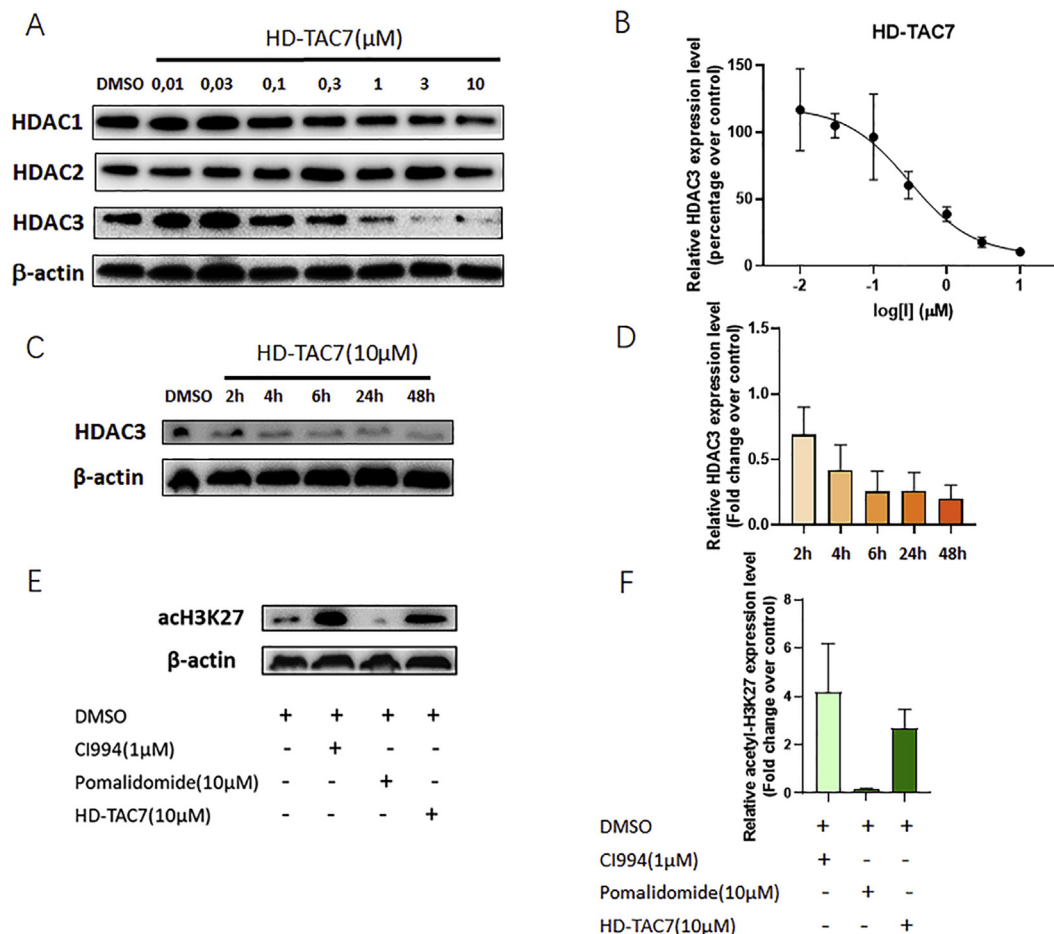 A
HD-TAC7(μM)
DMSO 0,01 0,03 0,1 0,3 1 3 10
HDAC1
HDAC2
HDAC3
β-actin
B
HD-TAC7
Relative HDAC3 expression level
(percentage over control)
150
100
50
0
-2 -1 0 1
log[I] (μM)
C
HD-TAC7(10μM)
DMSO 2h 4h 6h 24h 48h
HDAC3
β-actin
D
Relative HDAC3 expression level
(Fold change over control)
1.5
1.0
0.5
0.0
2h 4h 6h 24h 48h
E
acH3K27
β-actin
DMSO + + + +
CI994(1μM) - + - -
Pomalidomide(10μM) - - + -
HD-TAC7(10μM) - - - +
F
Relative acetyl-H3K27 expression level
(Fold change over control)
8
6
4
2
0
DMSO + + +
CI994(1μM) + - -
Pomalidomide(10μM) - + -
HD-TAC7(10μM) - - +